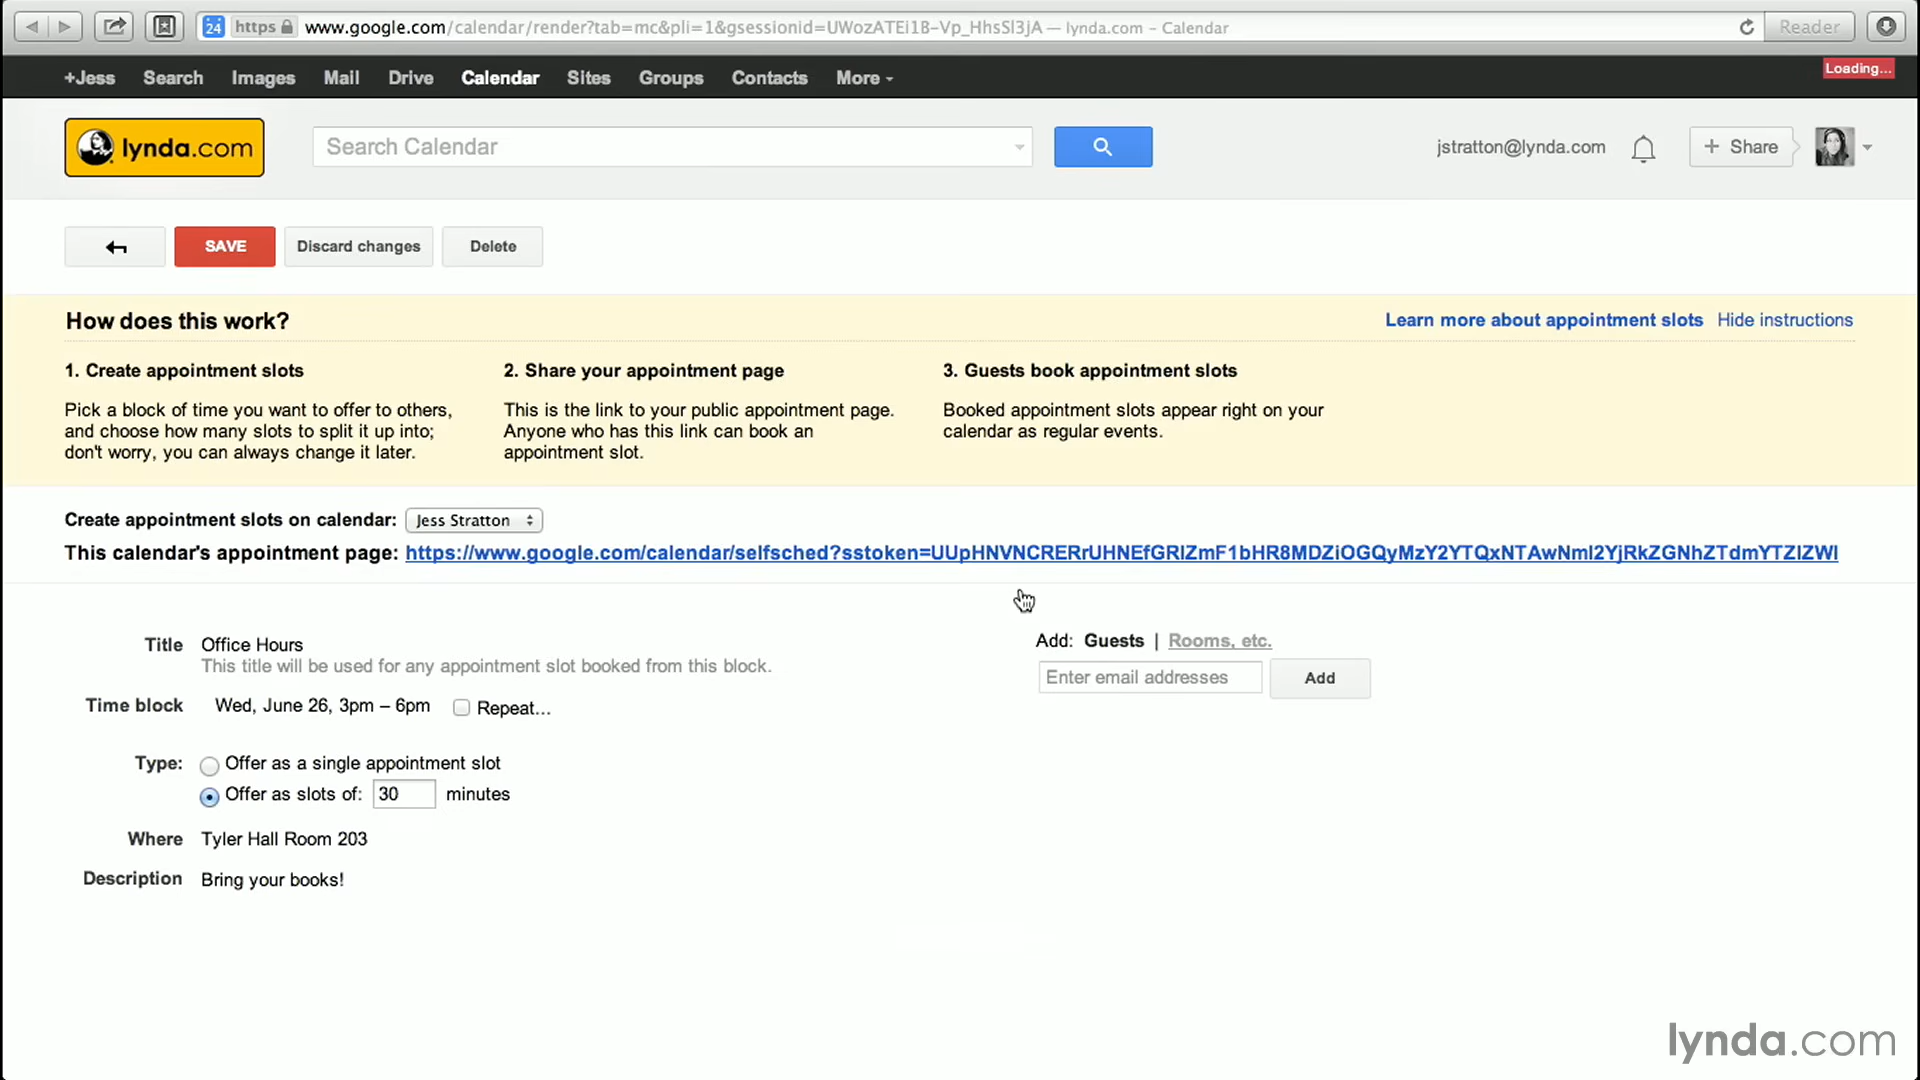 24 https www.google.com/calendar/render?tab=mc&pli=1&gsessionid=UWozATEi1B-Vp_HhsSl3jA — lynda.com – Calendar Reader
+Jess Search Images Mail Drive Calendar Sites Groups Contacts More Loading...
lynda.com Search Calendar jstratton@lynda.com + Share
SAVE Discard changes Delete
How does this work? Learn more about appointment slots Hide instructions
1. Create appointment slots
Pick a block of time you want to offer to others,
and choose how many slots to split it up into;
don't worry, you can always change it later.
2. Share your appointment page
This is the link to your public appointment page.
Anyone who has this link can book an
appointment slot.
3. Guests book appointment slots
Booked appointment slots appear right on your
calendar as regular events.
Create appointment slots on calendar: Jess Stratton
This calendar's appointment page: https://www.google.com/calendar/selfsched?sstoken=UUpHNVNCRERrUHNEfGRlZmF1bHR8MDZiOGQyMzY2YTQxNTAwNml2YjRkZGNhZTdmYTZlZWI
Title Office Hours
This title will be used for any appointment slot booked from this block.
Time block Wed, June 26, 3pm – 6pm Repeat...
Type: Offer as a single appointment slot
Offer as slots of: 30 minutes
Where Tyler Hall Room 203
Description Bring your books!
Add: Guests | Rooms, etc.
Enter email addresses Add
lynda.com